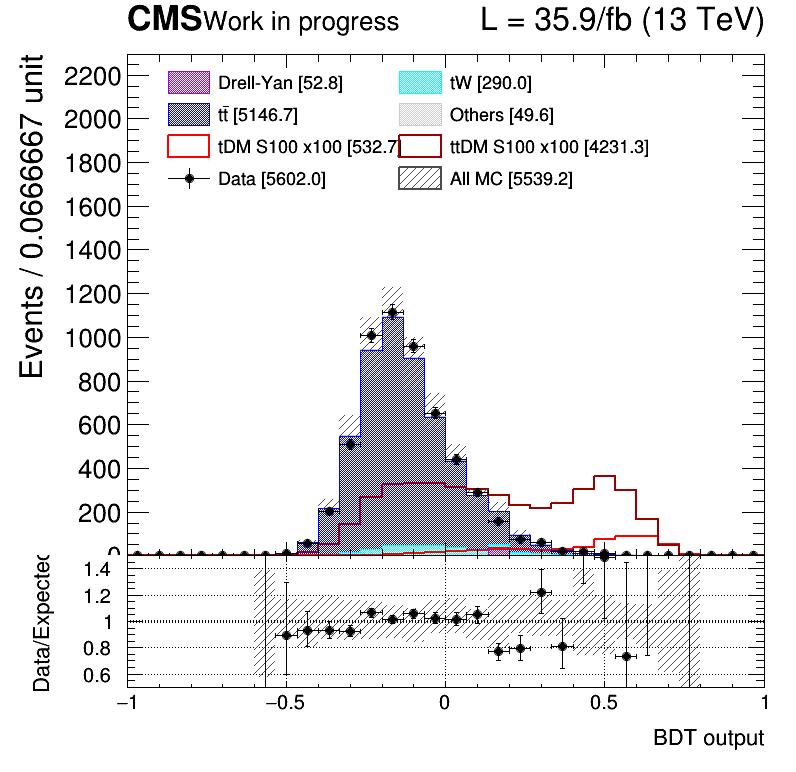 CMS Work in progress L = 35.9/fb (13 TeV)
Events / 0.0666667 unit
2200
2000
1800
1600
1400
1200
1000
800
600
400
200
0
Drell-Yan [52.8]
tW [290.0]
tt̄ [5146.7]
Others [49.6]
tDM S100 x100 [532.7]
ttDM S100 x100 [4231.3]
Data [5602.0]
All MC [5539.2]
Data/Expected
1.4
1.2
1
0.8
0.6
−1 −0.5 0 0.5 1
BDT output